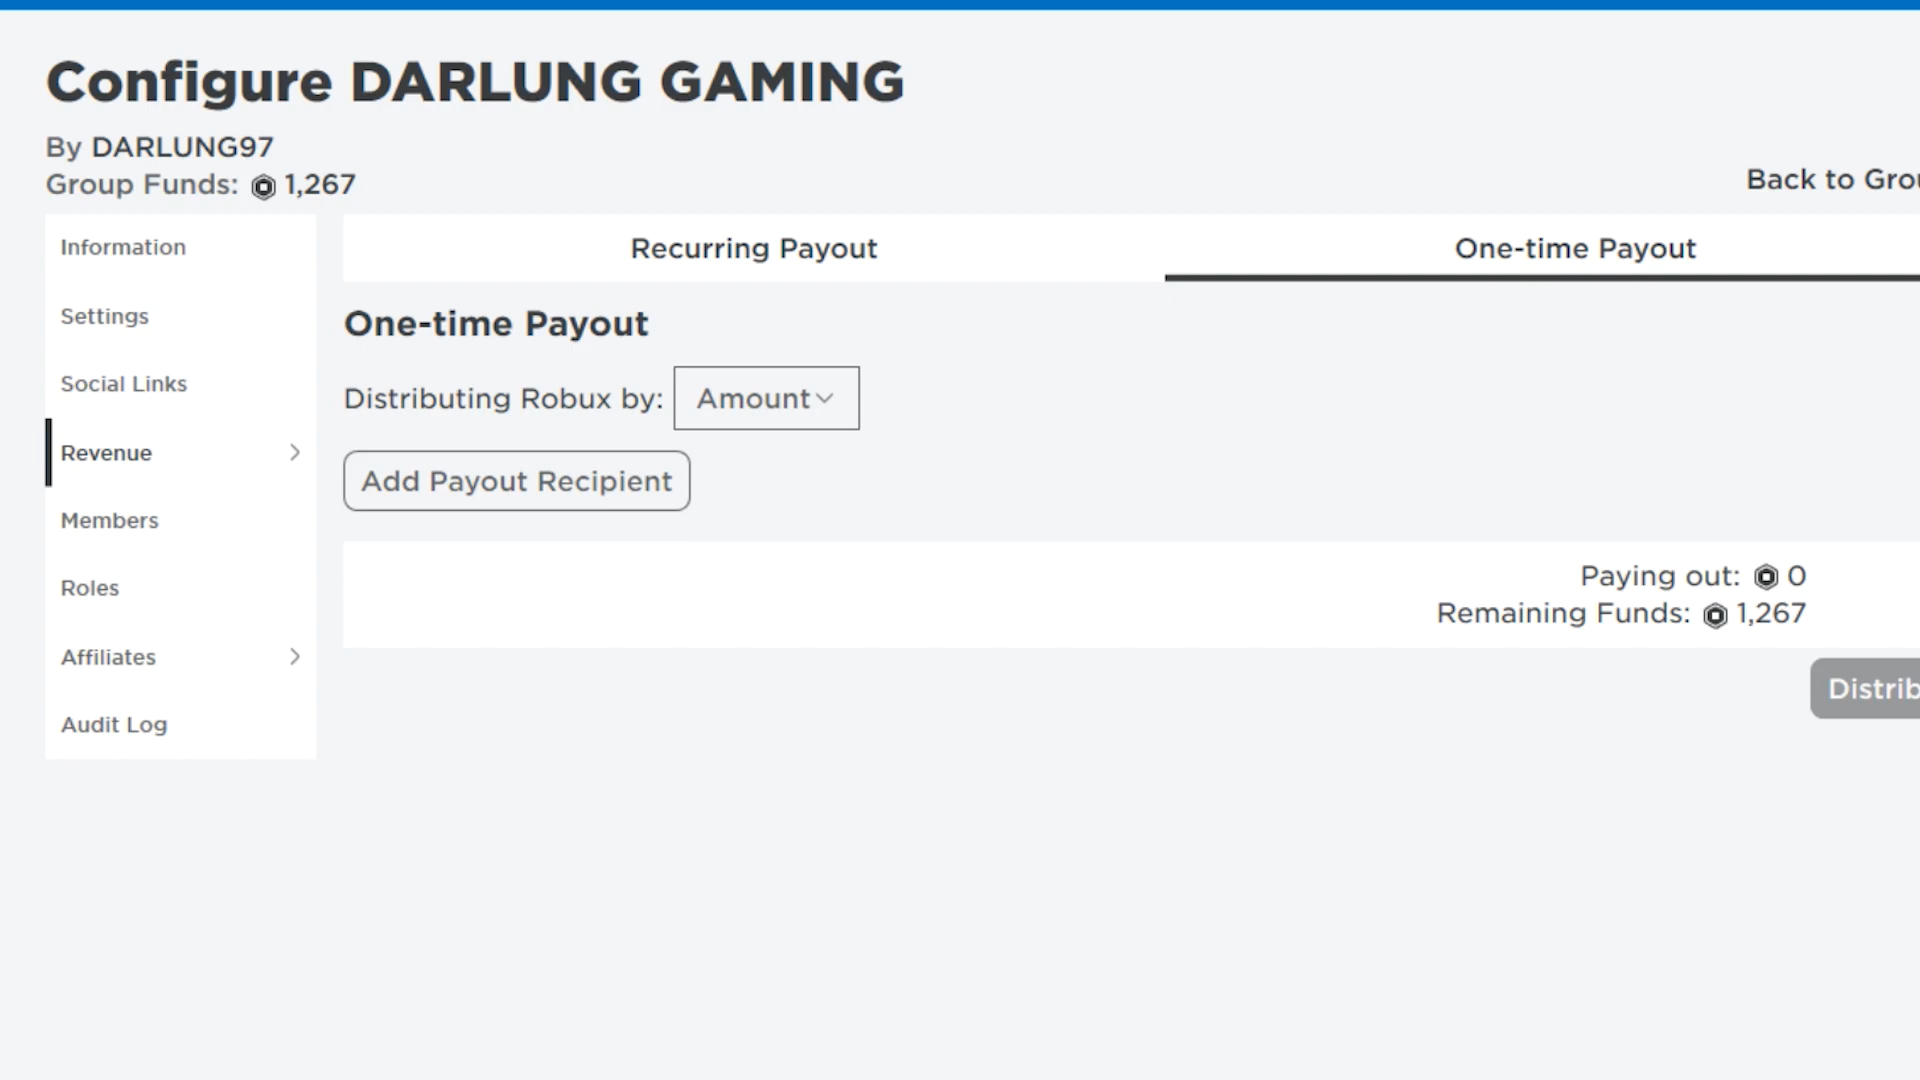 Configure DARLUNG GAMING
By DARLUNG97
Group Funds: 1,267
Back to Grou
Information
Settings
Social Links
Revenue
Members
Roles
Affiliates
Audit Log
Recurring Payout
One-time Payout
One-time Payout
Distributing Robux by: Amount
Add Payout Recipient
Paying out: 0
Remaining Funds: 1,267
Distrib